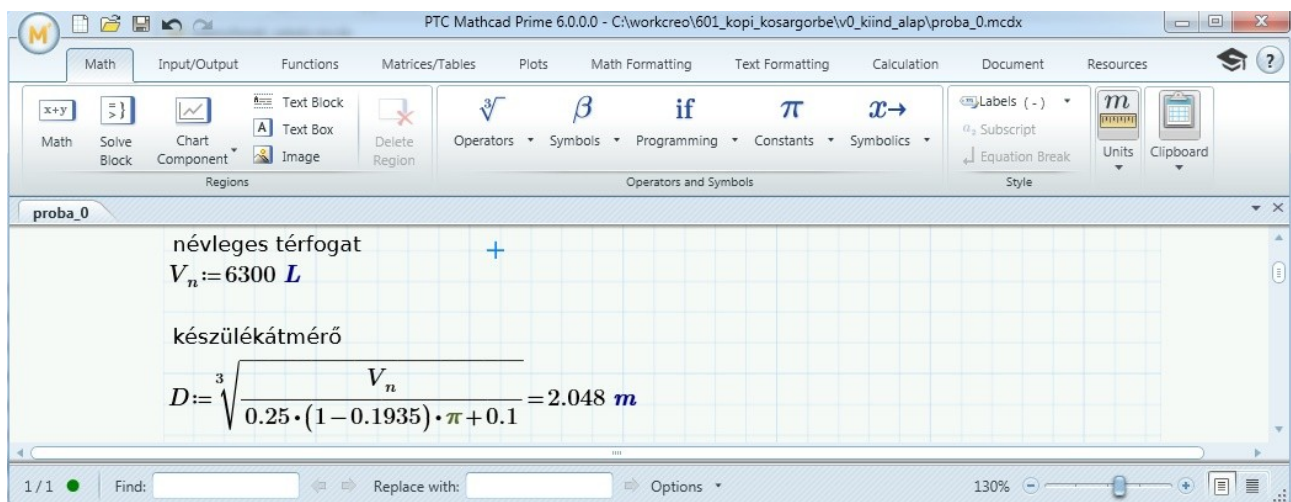 PTC Mathcad Prime 6.0.0.0 - C:\workcreo\601_kopi_kosargorbe\v0_kiind_alap\proba_0.mcdx
Math Input/Output Functions Matrices/Tables Plots Math Formatting Text Formatting Calculation Document Resources
Math
Solve Block
Chart Component
Text Block
Text Box
Image
Delete Region
Regions
Operators Symbols Programming Constants Symbolics
Operators and Symbols
Labels ( - )
Subscript
Equation Break
Style
Units
Clipboard
proba_0
névleges térfogat
Vn:=6300 L
készülékátmérő
D:=∛(Vn/(0.25·(1−0.1935)·π+0.1))=2.048 m
1/1 Find: Replace with: Options 130%